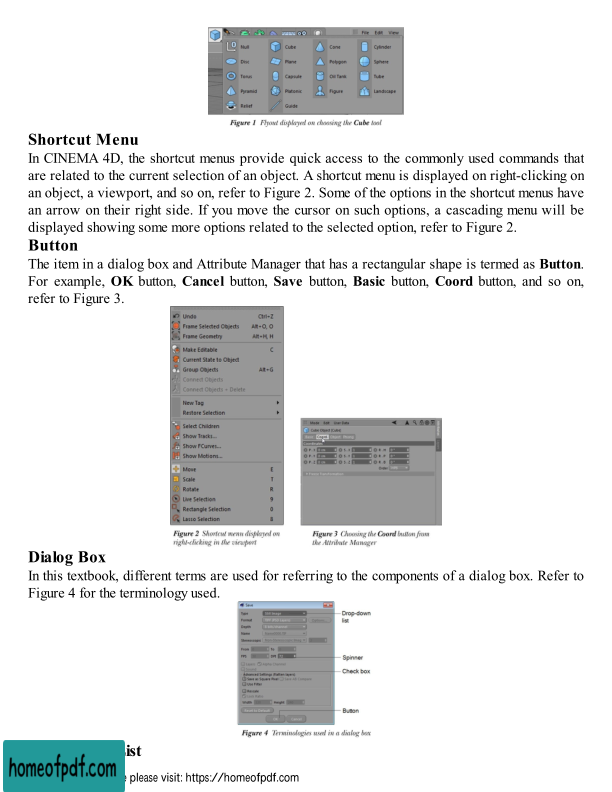 File Edit View
Null Cube Cone Cylinder
Disc Plane Polygon Sphere
Torus Capsule Oil Tank Tube
Pyramid Platonic Figure Landscape
Relief Guide
Figure 1 Flyout displayed on choosing the Cube tool
Shortcut Menu
In CINEMA 4D, the shortcut menus provide quick access to the commonly used commands that
are related to the current selection of an object. A shortcut menu is displayed on right-clicking on
an object, a viewport, and so on, refer to Figure 2. Some of the options in the shortcut menus have
an arrow on their right side. If you move the cursor on such options, a cascading menu will be
displayed showing some more options related to the selected option, refer to Figure 2.
Button
The item in a dialog box and Attribute Manager that has a rectangular shape is termed as Button.
For example, OK button, Cancel button, Save button, Basic button, Coord button, and so on,
refer to Figure 3.
Undo Ctrl+Z
Frame Selected Objects Alt+O, O
Frame Geometry Alt+H, H
Make Editable C
Current State to Object
Group Objects Alt+G
Connect Objects
Connect Objects + Delete
New Tag
Restore Selection
Select Children
Show Tracks...
Show FCurves...
Show Motions...
Move E
Scale T
Rotate R
Live Selection 9
Rectangle Selection 0
Lasso Selection 8
Mode Edit User Data
Cube Object [Cube]
Basic Coord Object Phong
Figure 2 Shortcut menu displayed on
right-clicking in the viewport
Figure 3 Choosing the Coord button from
the Attribute Manager
Dialog Box
In this textbook, different terms are used for referring to the components of a dialog box. Refer to
Figure 4 for the terminology used.
Save
Type
Format
Depth
Name
From To
Use Filter
Width Height
OK Cancel
Drop-down
list
Spinner
Check box
Button
Figure 4 Terminologies used in a dialog box
ist
homeofpdf.com
please visit: https://homeofpdf.com